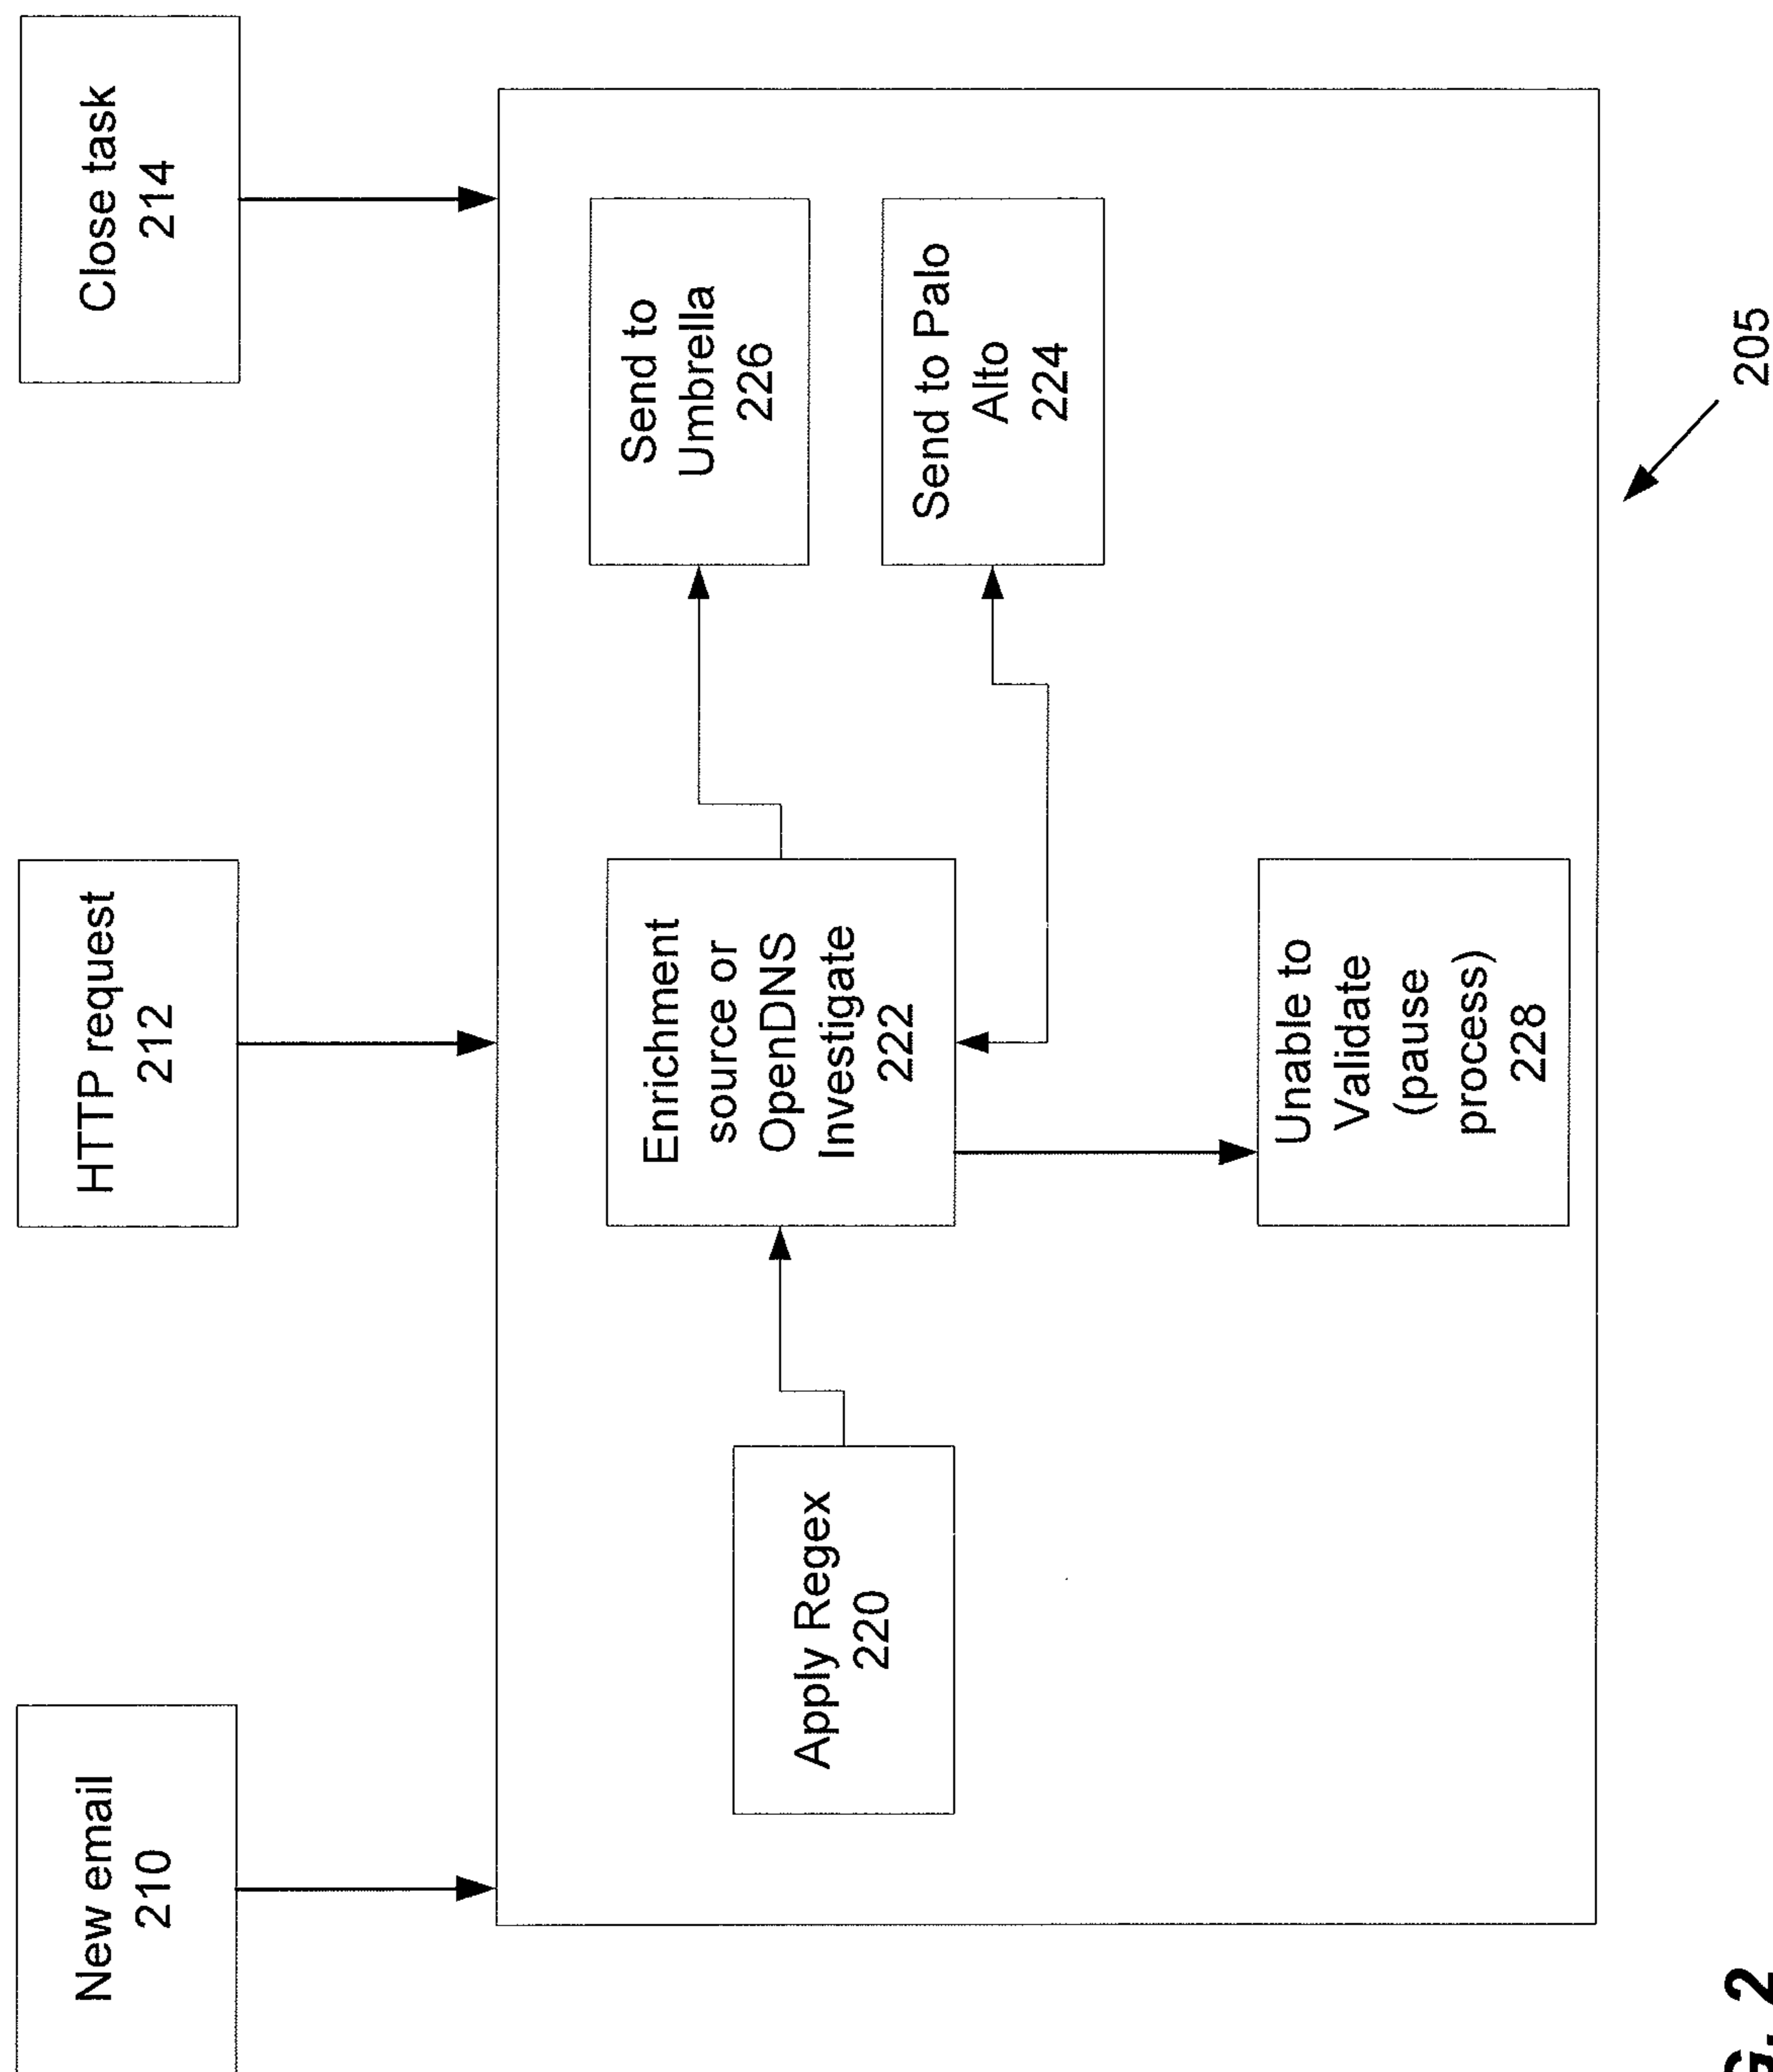 New email
210
HTTP request
212
Close task
214
Apply Regex
220
Enrichment
source or
OpenDNS
Investigate
222
Send to
Umbrella
226
Send to Palo
Alto
224
Unable to
Validate
(pause
process)
228
205
G. 2